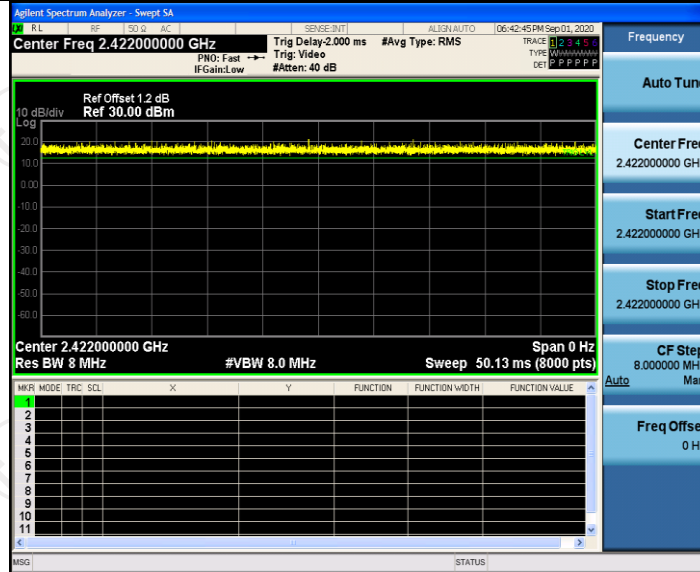 Agilent Spectrum Analyzer - Swept SA
RL RF 50 Ω AC SENSE:INT ALIGN AUTO 06:42:45 PM Sep 01, 2020
Center Freq 2.422000000 GHz
PNO: Fast
IFGain:Low
Trig Delay-2.000 ms
Trig: Video
#Atten: 40 dB
#Avg Type: RMS
TRACE 1 2 3 4 5 6
TYPE
DET P P P P P P
Ref Offset 1.2 dB
10 dB/div Ref 30.00 dBm
Log
20.0
10.0
0.00
-10.0
-20.0
-30.0
-40.0
-50.0
-60.0
Center 2.422000000 GHz Span 0 Hz
Res BW 8 MHz #VBW 8.0 MHz Sweep 50.13 ms (8000 pts)
MKR MODE TRC SCL X Y FUNCTION FUNCTION WIDTH FUNCTION VALUE
1
2
3
4
5
6
7
8
9
10
11
MSG STATUS
Frequency
Auto Tun
Center Fre
2.422000000 GH
Start Fre
2.422000000 GH
Stop Fre
2.422000000 GH
CF Ste
8.000000 MH
Auto Ma
Freq Offse
0 H